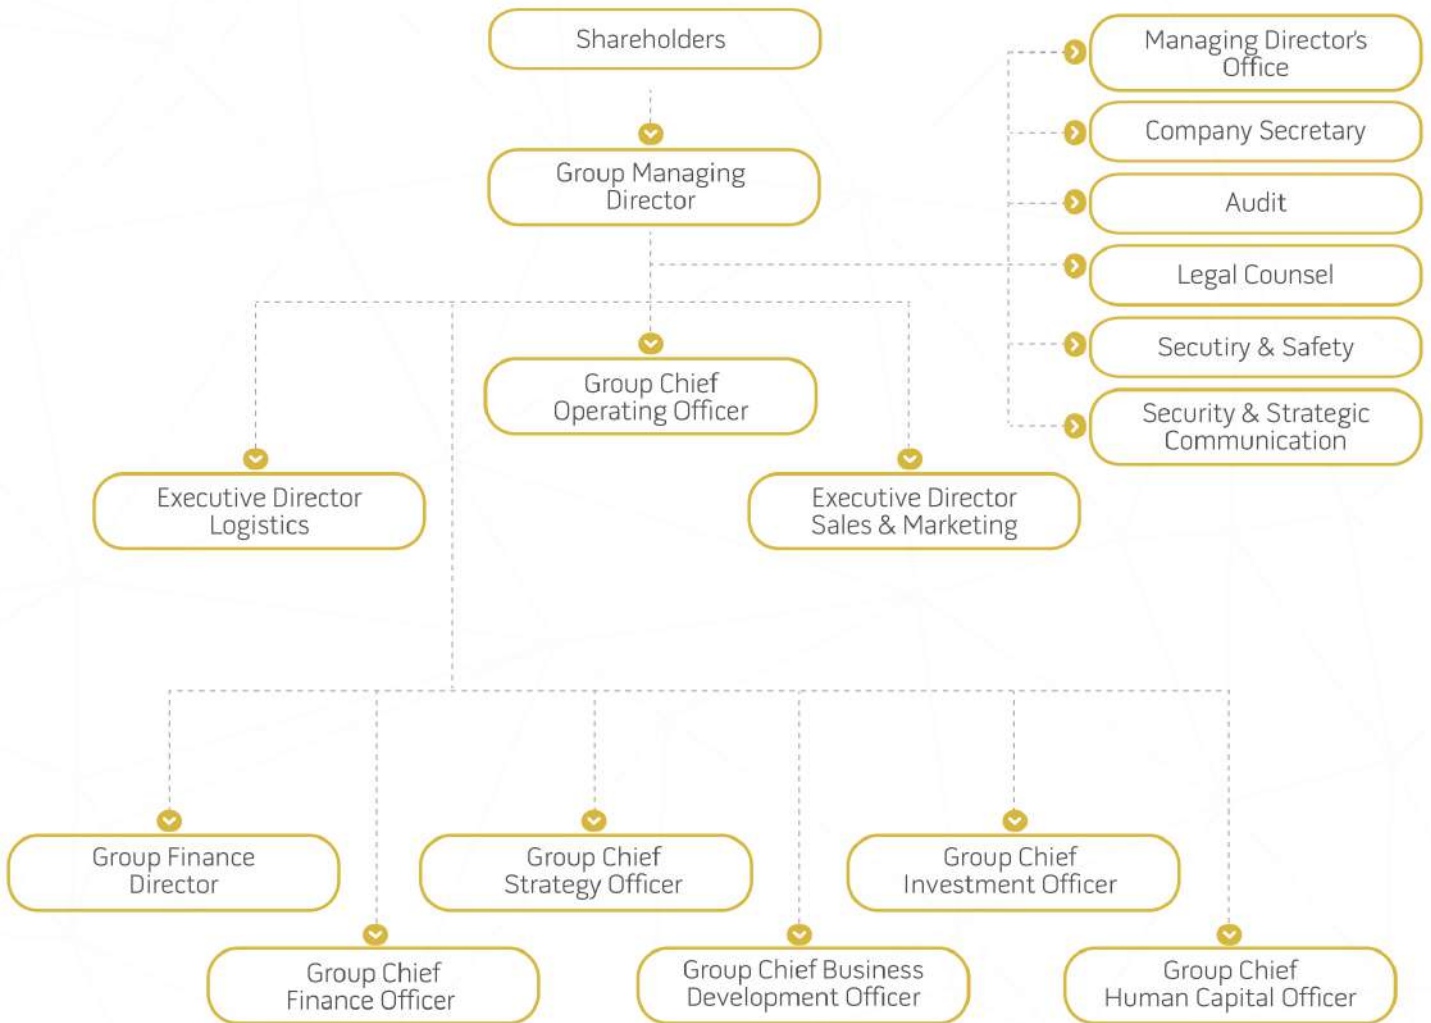 Shareholders
Managing Director's
Office
Company Secretary
Group Managing
Director
Audit
Legal Counsel
Secutiry & Safety
Group Chief
Operating Officer
Security & Strategic
Communication
Executive Director
Logistics
Executive Director
Sales & Marketing
Group Finance
Director
Group Chief
Strategy Officer
Group Chief
Investment Officer
Group Chief
Finance Officer
Group Chief Business
Development Officer
Group Chief
Human Capital Officer